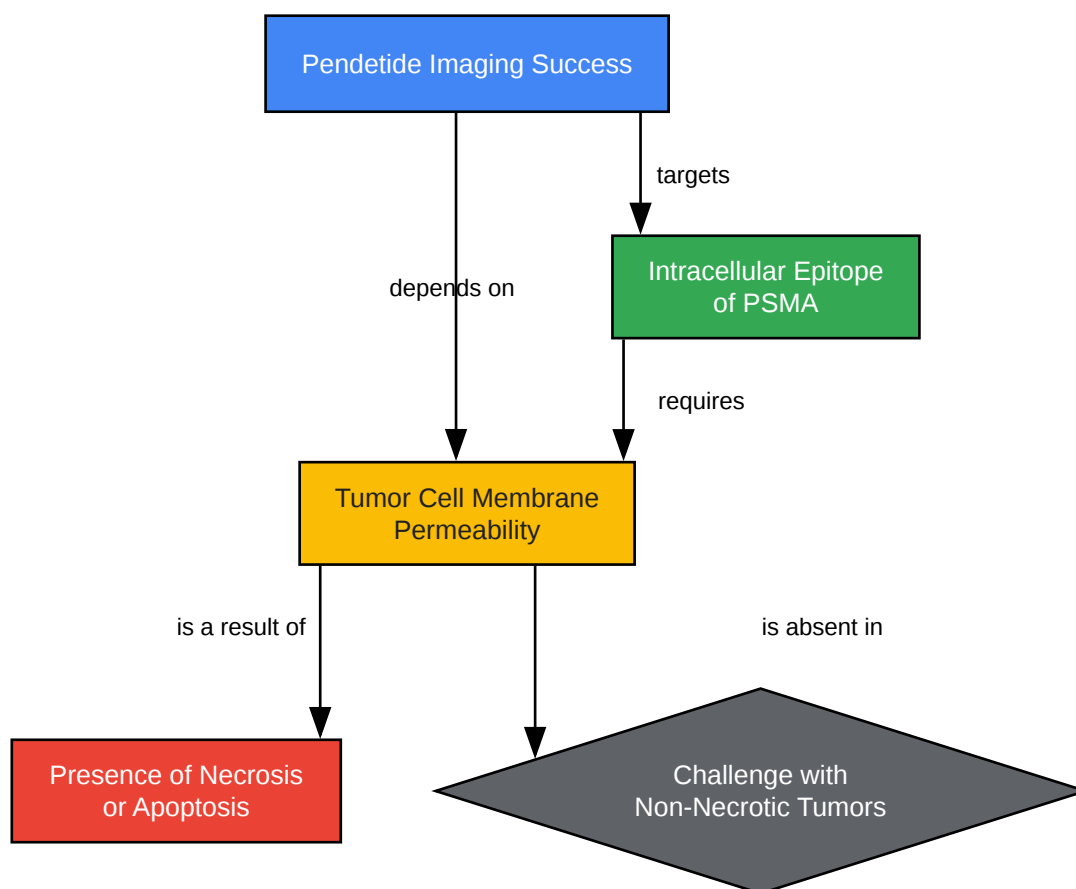 Pendetide Imaging Success
targets
Intracellular Epitope
of PSMA
depends on
requires
Tumor Cell Membrane
Permeability
is a result of
is absent in
Presence of Necrosis
or Apoptosis
Challenge with
Non-Necrotic Tumors